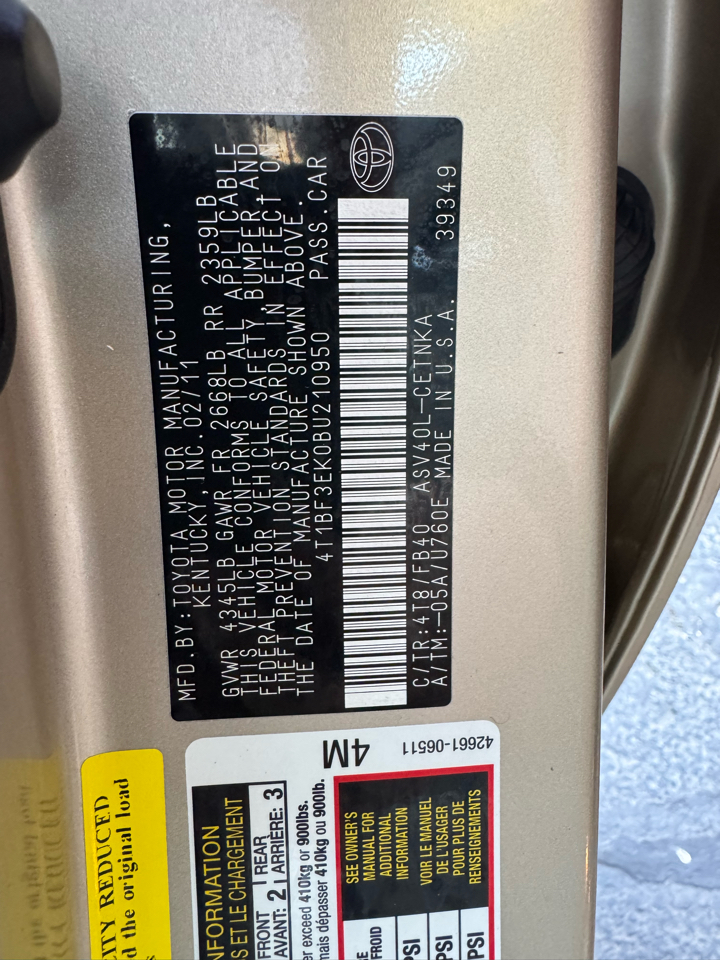 MFD.BY:TOYOTA MOTOR MANUFACTURING,
KENTUCKY, INC. 02/11
GVWR 4345LB GAWR FR 2668LB RR 2359LB
THIS VEHICLE CONFORMS TO ALL APPLICABLE
FEDERAL MOTOR VEHICLE SAFETY, BUMPER, AND
THEFT PREVENTION STANDARDS IN EFFECT ON
THE DATE OF MANUFACTURE SHOWN ABOVE.
4T1BF3EK0BU210950 PASS.CAR
C/TR:4T8/FB40 ASV40L-CETNKA 39349
A/TM:-05A/U760E MADE IN U.S.A.
CITY REDUCED
d the original load
4M
42661-06511
NFORMATION
S ET LE CHARGEMENT
FRONT 2 REAR 3
AVANT: ARRIÈRE:
er exceed 410kg or 900lbs.
mais dépasser 410kg ou 900lb.
FROID
PSI
PSI
PSI
SEE OWNER'S
MANUAL FOR
ADDITIONAL
INFORMATION
VOIR LE MANUEL
DE L'USAGER
POUR PLUS DE
RENSEIGNEMENTS